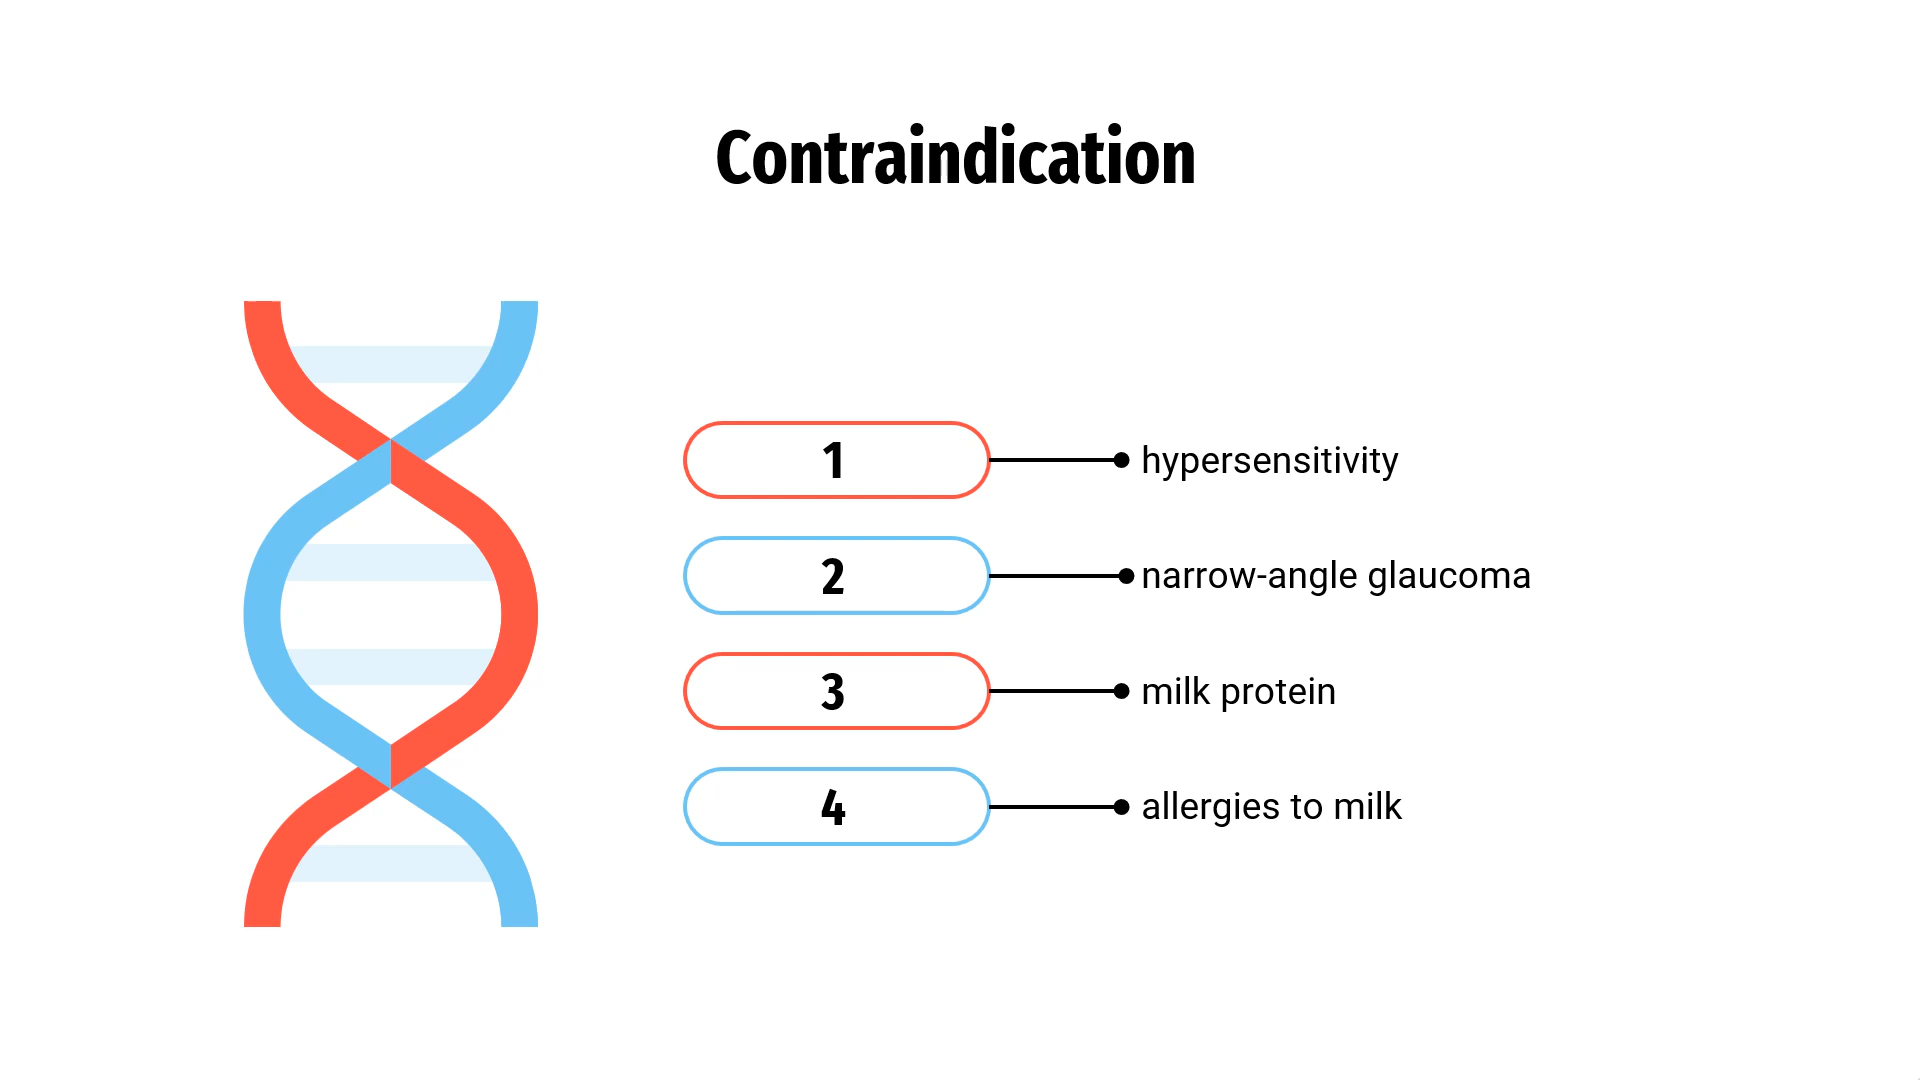 Contraindication
1
hypersensitivity
2
narrow-angle glaucoma
3
milk protein
4
allergies to milk